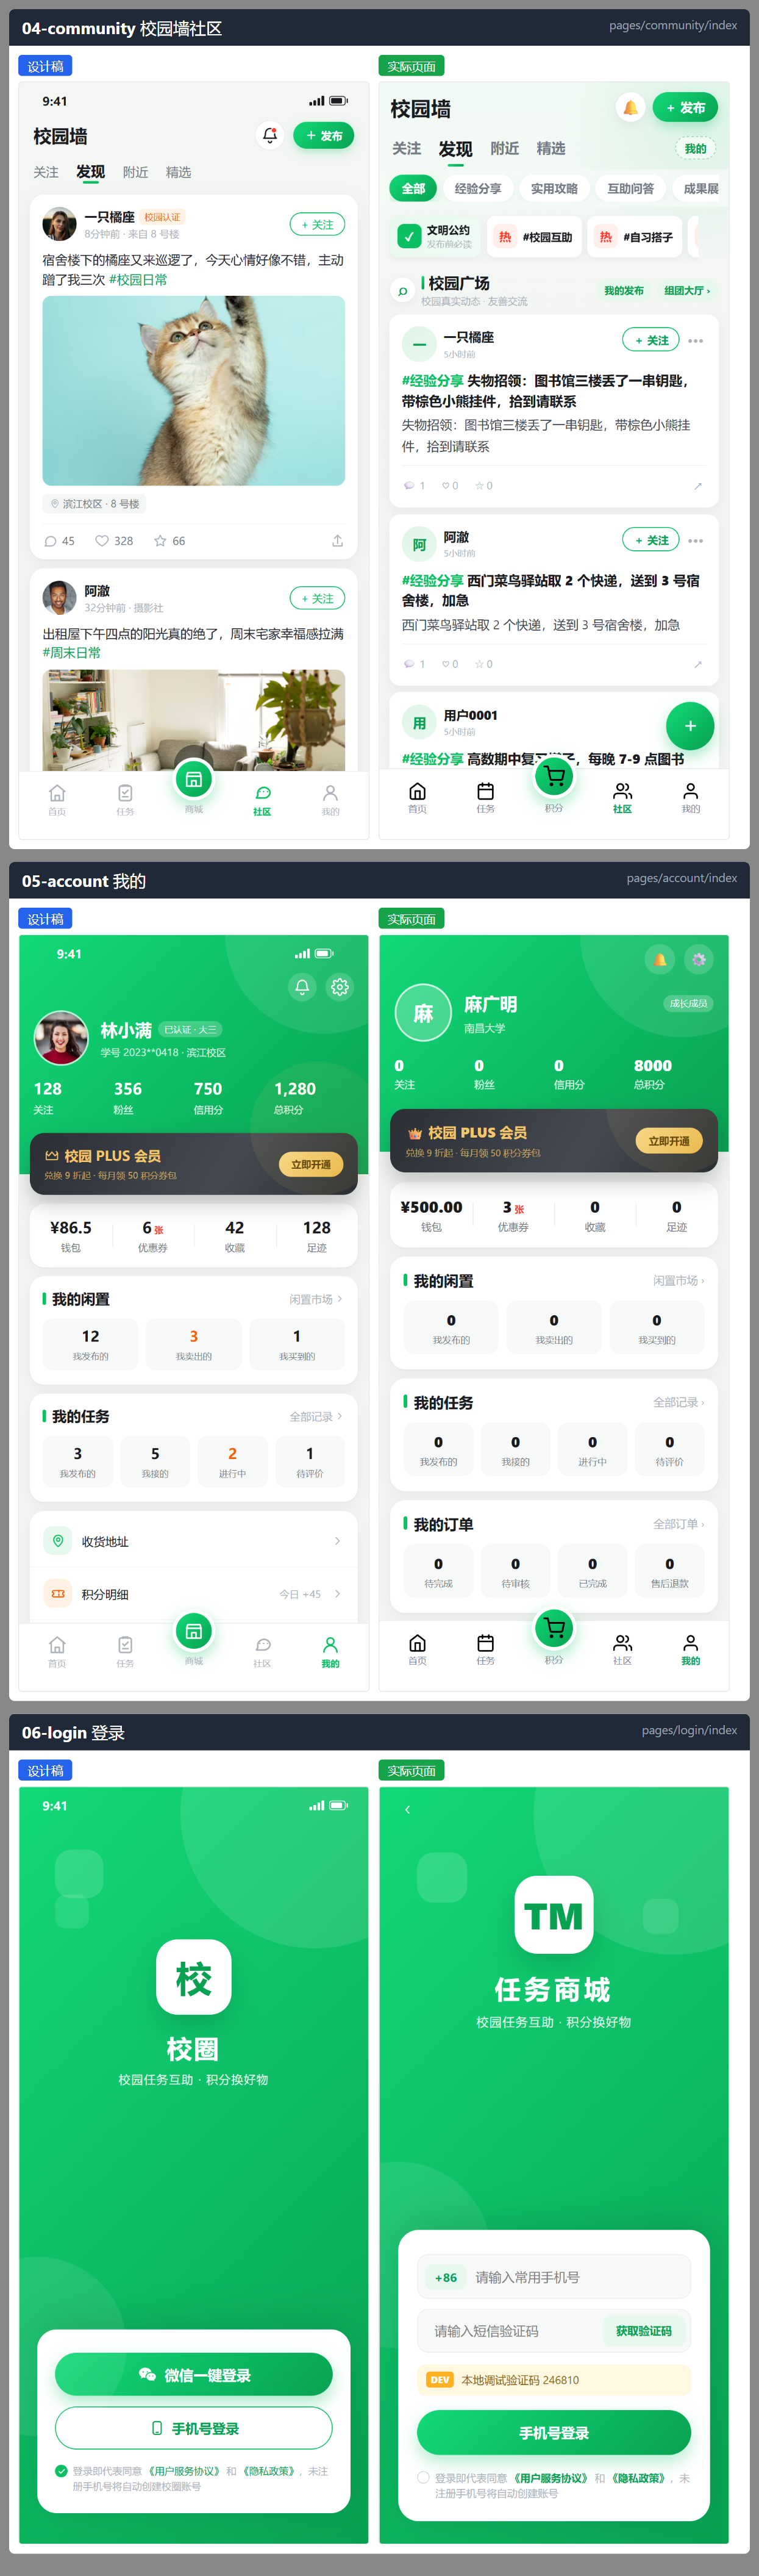 04-community 校园墙社区
pages/community/index
设计稿
9:41
校园墙
+ 发布
关注 发现 附近 精选
一只橘座 校园认证
8分钟前 · 来自 8 号楼
+ 关注
宿舍楼下的橘座又来巡逻了，今天心情好像不错，主动
蹭了我三次 #校园日常
滨江校区 · 8 号楼
45 328 66
阿澈
32分钟前 · 摄影社
+ 关注
出租屋下午四点的阳光真的绝了，周末宅家幸福感拉满
#周末日常
首页 任务 商城 社区 我的
实际页面
校园墙
+ 发布
关注 发现 附近 精选 我的
全部 经验分享 实用攻略 互助问答 成果展
✓ 文明公约
发布前必读
热 #校园互助
热 #自习搭子
校园广场
校园真实动态 · 友善交流
我的发布 组团大厅 ›
一 一只橘座
5小时前
+ 关注
#经验分享 失物招领：图书馆三楼丢了一串钥匙，
带棕色小熊挂件，拾到请联系
失物招领：图书馆三楼丢了一串钥匙，带棕色小熊挂
件，拾到请联系
1 0 0
阿 阿澈
5小时前
+ 关注
#经验分享 西门菜鸟驿站取 2 个快递，送到 3 号宿
舍楼，加急
西门菜鸟驿站取 2 个快递，送到 3 号宿舍楼，加急
1 0 0
用 用户0001
5小时前
+
#经验分享 高数期中复习搭子，每晚 7-9 点图书
首页 任务 积分 社区 我的
05-account 我的
pages/account/index
设计稿
9:41
林小满 已认证 · 大三
学号 2023**0418 · 滨江校区
128 356 750 1,280
关注 粉丝 信用分 总积分
校园 PLUS 会员
兑换 9 折起 · 每月领 50 积分券包
立即开通
¥86.5 6 张 42 128
钱包 优惠券 收藏 足迹
我的闲置 闲置市场 ›
12 3 1
我发布的 我卖出的 我买到的
我的任务 全部记录 ›
3 5 2 1
我发布的 我接的 进行中 待评价
收货地址
积分明细 今日 +45
首页 任务 商城 社区 我的
实际页面
麻 麻广明
南昌大学
成长成员
0 0 0 8000
关注 粉丝 信用分 总积分
校园 PLUS 会员
兑换 9 折起 · 每月领 50 积分券包
立即开通
¥500.00 3 张 0 0
钱包 优惠券 收藏 足迹
我的闲置 闲置市场 ›
0 0 0
我发布的 我卖出的 我买到的
我的任务 全部记录 ›
0 0 0 0
我发布的 我接的 进行中 待评价
我的订单 全部订单 ›
0 0 0 0
待完成 待审核 已完成 售后退款
首页 任务 积分 社区 我的
06-login 登录
pages/login/index
设计稿
9:41
校
校圈
校园任务互助 · 积分换好物
微信一键登录
手机号登录
登录即代表同意 《用户服务协议》 和 《隐私政策》，未注
册手机号将自动创建校圈账号
实际页面
‹
TM
任务商城
校园任务互助 · 积分换好物
+86 请输入常用手机号
请输入短信验证码 获取验证码
DEV 本地调试验证码 246810
手机号登录
登录即代表同意 《用户服务协议》 和 《隐私政策》，未
注册手机号将自动创建账号